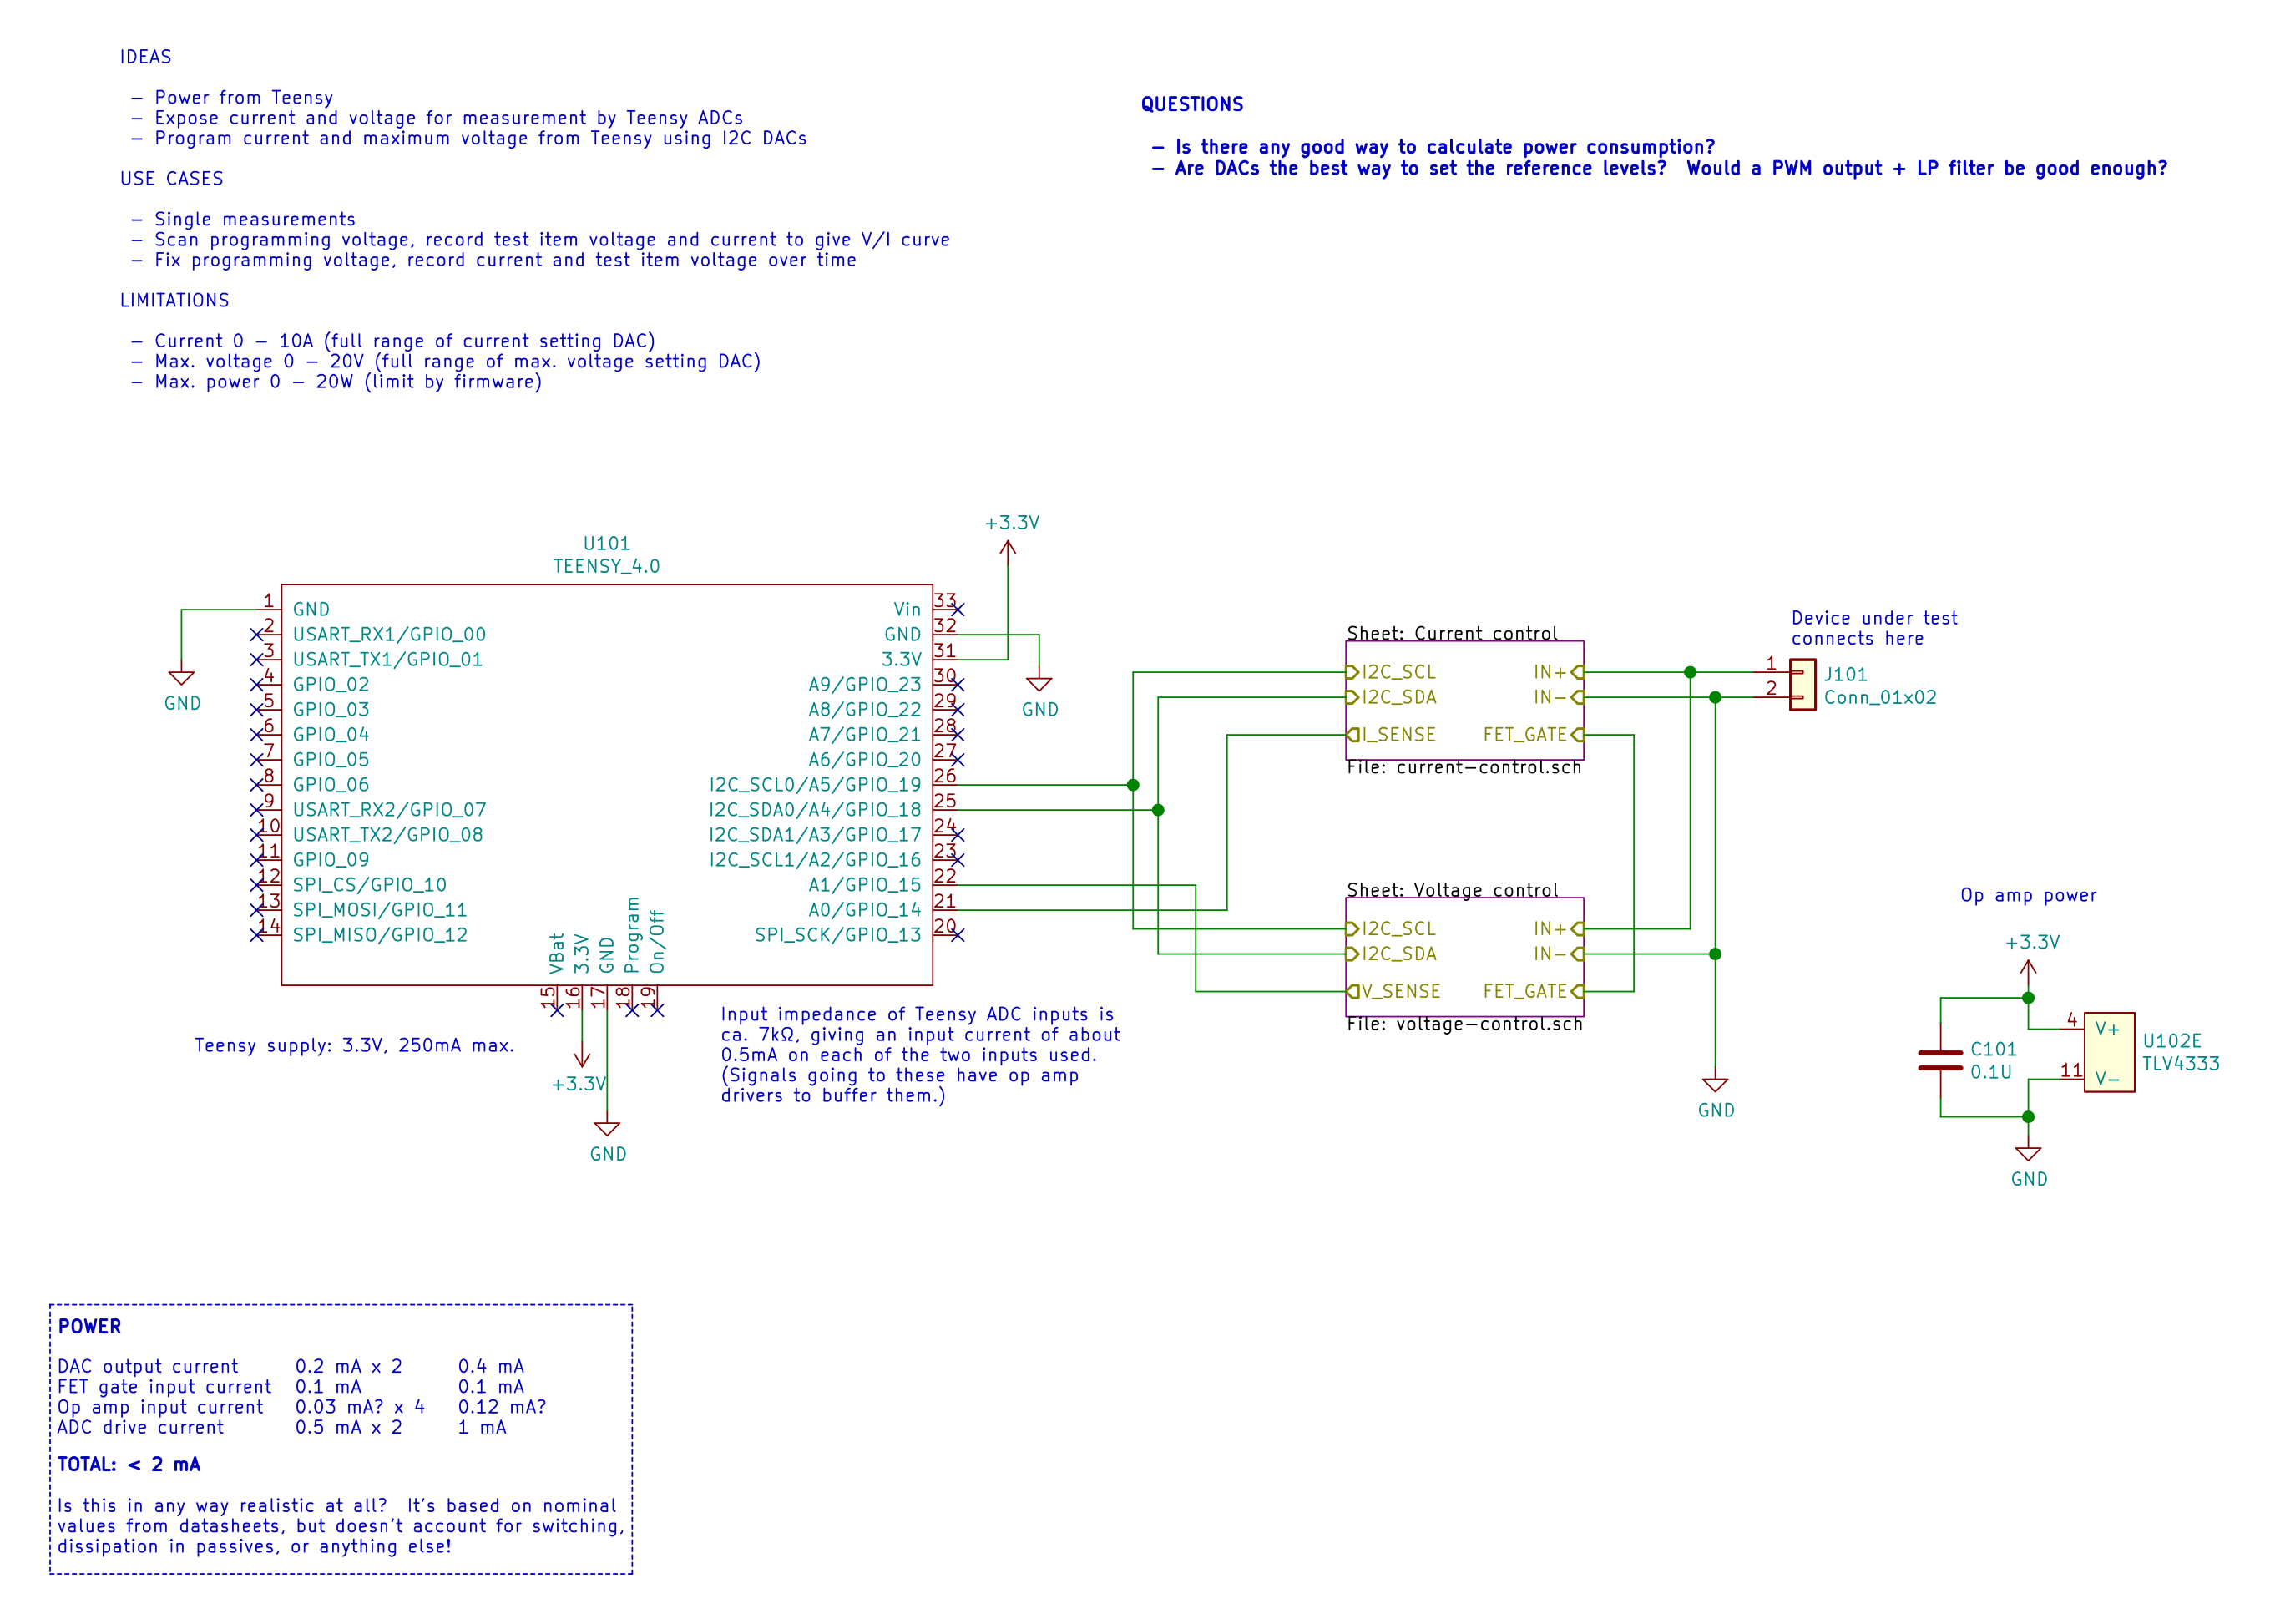 IDEAS
- Power from Teensy
- Expose current and voltage for measurement by Teensy ADCs
- Program current and maximum voltage from Teensy using I2C DACs
USE CASES
- Single measurements
- Scan programming voltage, record test item voltage and current to give V/I curve
- Fix programming voltage, record current and test item voltage over time
LIMITATIONS
- Current 0 - 10A (full range of current setting DAC)
- Max. voltage 0 - 20V (full range of max. voltage setting DAC)
- Max. power 0 - 20W (limit by firmware)
QUESTIONS
- Is there any good way to calculate power consumption?
- Are DACs the best way to set the reference levels?  Would a PWM output + LP filter be good enough?
U101
TEENSY_4.0
1 GND
2 USART_RX1/GPIO_00
3 USART_TX1/GPIO_01
4 GPIO_02
5 GPIO_03
6 GPIO_04
7 GPIO_05
8 GPIO_06
9 USART_RX2/GPIO_07
10 USART_TX2/GPIO_08
11 GPIO_09
12 SPI_CS/GPIO_10
13 SPI_MOSI/GPIO_11
14 SPI_MISO/GPIO_12
GND
VBat 15
3.3V 16
GND 17
Program 18
On/Off 19
Vin 33
GND 32
3.3V 31
A9/GPIO_23 30
A8/GPIO_22 29
A7/GPIO_21 28
A6/GPIO_20 27
I2C_SCL0/A5/GPIO_19 26
I2C_SDA0/A4/GPIO_18 25
I2C_SDA1/A3/GPIO_17 24
I2C_SCL1/A2/GPIO_16 23
A1/GPIO_15 22
A0/GPIO_14 21
SPI_SCK/GPIO_13 20
+3.3V
GND
Teensy supply: 3.3V, 250mA max.
+3.3V
GND
Input impedance of Teensy ADC inputs is
ca. 7kΩ, giving an input current of about
0.5mA on each of the two inputs used.
(Signals going to these have op amp
drivers to buffer them.)
Sheet: Current control
I2C_SCL IN+
I2C_SDA IN-
I_SENSE FET_GATE
File: current-control.sch
Sheet: Voltage control
I2C_SCL IN+
I2C_SDA IN-
V_SENSE FET_GATE
File: voltage-control.sch
Device under test
connects here
1
2
J101
Conn_01x02
GND
Op amp power
+3.3V
C101
0.1U
4 V+
11 V-
U102E
TLV4333
GND
POWER
DAC output current 0.2 mA x 2 0.4 mA
FET gate input current 0.1 mA 0.1 mA
Op amp input current 0.03 mA? x 4 0.12 mA?
ADC drive current 0.5 mA x 2 1 mA
TOTAL: < 2 mA
Is this in any way realistic at all?  It's based on nominal
values from datasheets, but doesn't account for switching,
dissipation in passives, or anything else!